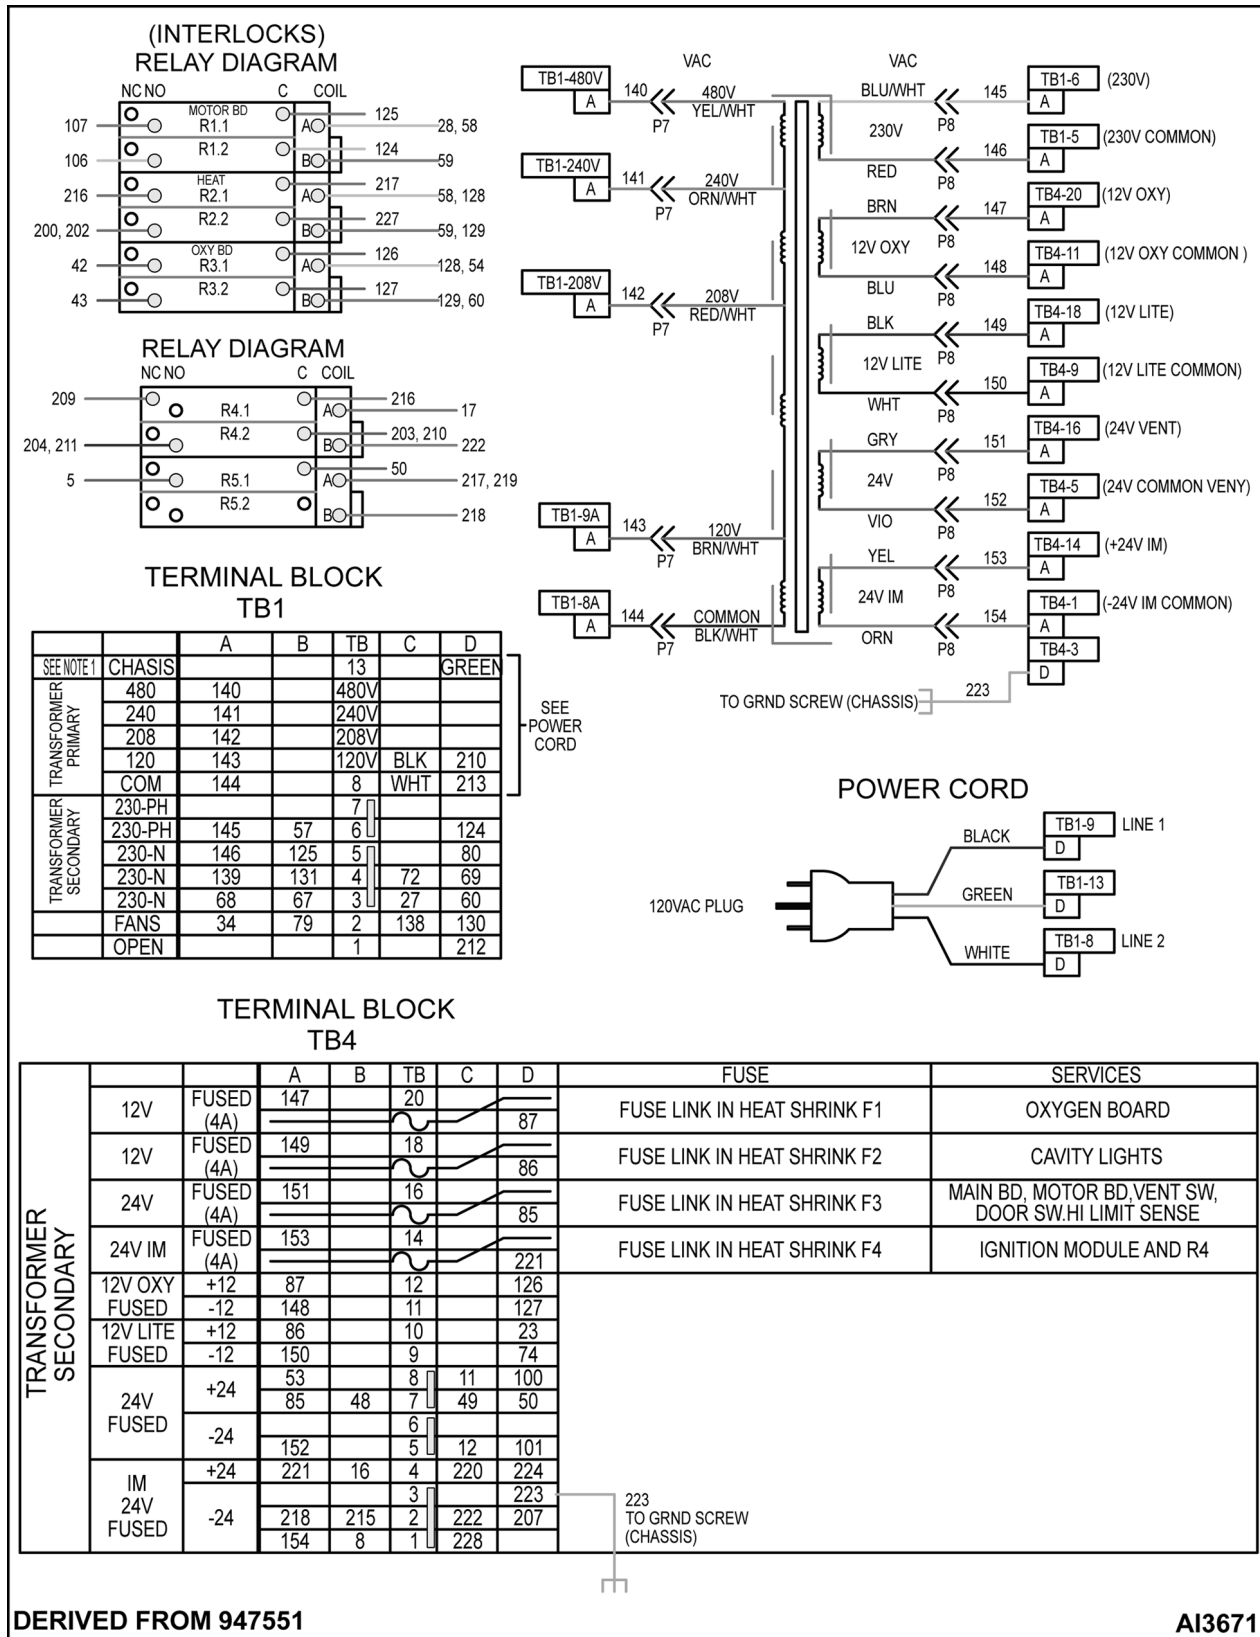 (INTERLOCKS)
RELAY DIAGRAM
NC NO C COIL
MOTOR BD
107 R1.1 125 A 28, 58
106 R1.2 124 B 59
HEAT
216 R2.1 217 A 58, 128
200, 202 R2.2 227 B 59, 129
OXY BD
42 R3.1 126 A 128, 54
43 R3.2 127 B 129, 60
RELAY DIAGRAM
NC NO C COIL
209 R4.1 216 A 17
204, 211 R4.2 203, 210 B 222
5 R5.1 50 A 217, 219
R5.2 B 218
VAC VAC
TB1-480V A 140 P7 480V YEL/WHT
TB1-240V A 141 P7 240V ORN/WHT
TB1-208V A 142 P7 208V RED/WHT
TB1-9A A 143 P7 120V BRN/WHT
TB1-8A A 144 P7 COMMON BLK/WHT
BLU/WHT P8 145 TB1-6 A (230V)
230V
RED P8 146 TB1-5 A (230V COMMON)
BRN P8 147 TB4-20 A (12V OXY)
12V OXY
BLU P8 148 TB4-11 A (12V OXY COMMON )
BLK P8 149 TB4-18 A (12V LITE)
12V LITE
WHT P8 150 TB4-9 A (12V LITE COMMON)
GRY P8 151 TB4-16 A (24V VENT)
24V
VIO P8 152 TB4-5 A (24V COMMON VENY)
YEL P8 153 TB4-14 A (+24V IM)
24V IM
ORN P8 154 TB4-1 A (-24V IM COMMON)
TB4-3 D
TO GRND SCREW (CHASSIS) 223
TERMINAL BLOCK
TB1
A B TB C D
SEE NOTE 1 CHASIS 13 GREEN
TRANSFORMER PRIMARY
480 140 480V
240 141 240V
208 142 208V
120 143 120V BLK 210
COM 144 8 WHT 213
SEE
POWER
CORD
TRANSFORMER SECONDARY
230-PH 7
230-PH 145 57 6 124
230-N 146 125 5 80
230-N 139 131 4 72 69
230-N 68 67 3 27 60
FANS 34 79 2 138 130
OPEN 1 212
POWER CORD
120VAC PLUG
BLACK TB1-9 D LINE 1
GREEN TB1-13 D
WHITE TB1-8 D LINE 2
TERMINAL BLOCK
TB4
A B TB C D FUSE SERVICES
TRANSFORMER
SECONDARY
12V FUSED (4A) 147 20 87 FUSE LINK IN HEAT SHRINK F1 OXYGEN BOARD
12V FUSED (4A) 149 18 86 FUSE LINK IN HEAT SHRINK F2 CAVITY LIGHTS
24V FUSED (4A) 151 16 85 FUSE LINK IN HEAT SHRINK F3 MAIN BD, MOTOR BD,VENT SW, DOOR SW.HI LIMIT SENSE
24V IM FUSED (4A) 153 14 221 FUSE LINK IN HEAT SHRINK F4 IGNITION MODULE AND R4
12V OXY +12 87 12 126
FUSED -12 148 11 127
12V LITE +12 86 10 23
FUSED -12 150 9 74
24V FUSED
+24 53 8 11 100
85 48 7 49 50
-24 6
152 5 12 101
IM 24V FUSED
+24 221 16 4 220 224
-24 3 223
218 215 2 222 207
154 8 1 228
223
TO GRND SCREW
(CHASSIS)
DERIVED FROM 947551
AI3671